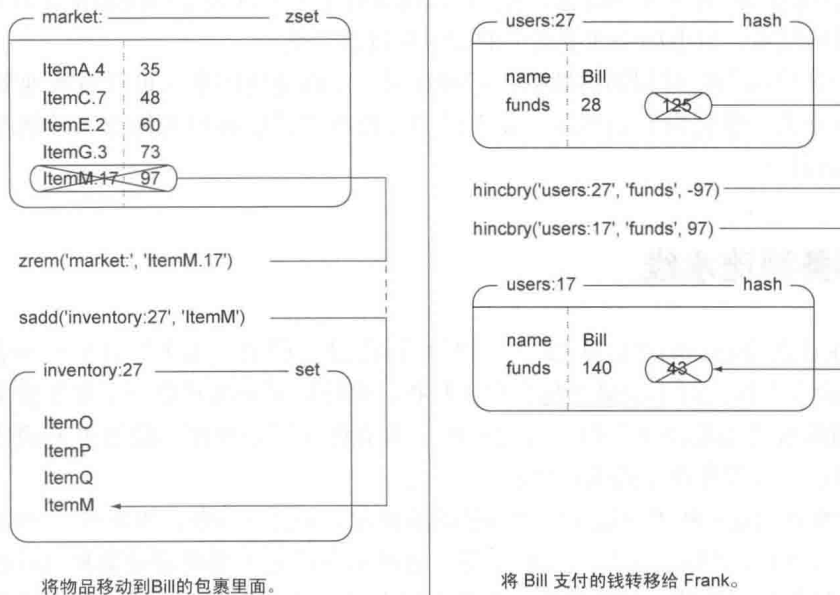 market: zset
ItemA.4 35
ItemC.7 48
ItemE.2 60
ItemG.3 73
ItemM.17 97
zrem('market:', 'ItemM.17')
sadd('inventory:27', 'ItemM')
inventory:27 set
ItemO
ItemP
ItemQ
ItemM
将物品移动到Bill的包裹里面。
users:27 hash
name Bill
funds 28 125
hincbry('users:27', 'funds', -97)
hincbry('users:17', 'funds', 97)
users:17 hash
name Bill
funds 140 43
将 Bill 支付的钱转移给 Frank。